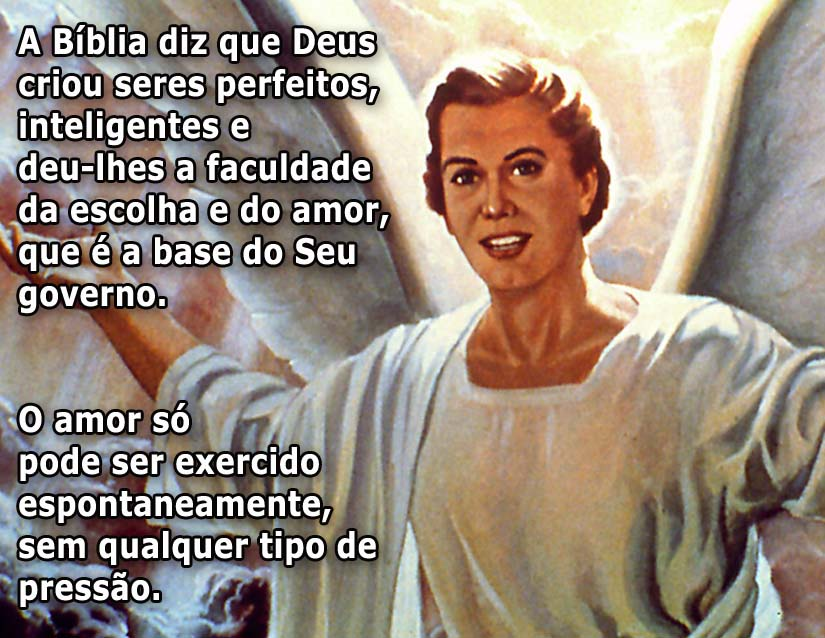 A Bíblia diz que Deus
criou seres perfeitos,
inteligentes e
deu-lhes a faculdade
da escolha e do amor,
que é a base do Seu
governo.
O amor só
pode ser exercido
espontaneamente,
sem qualquer tipo de
pressão.